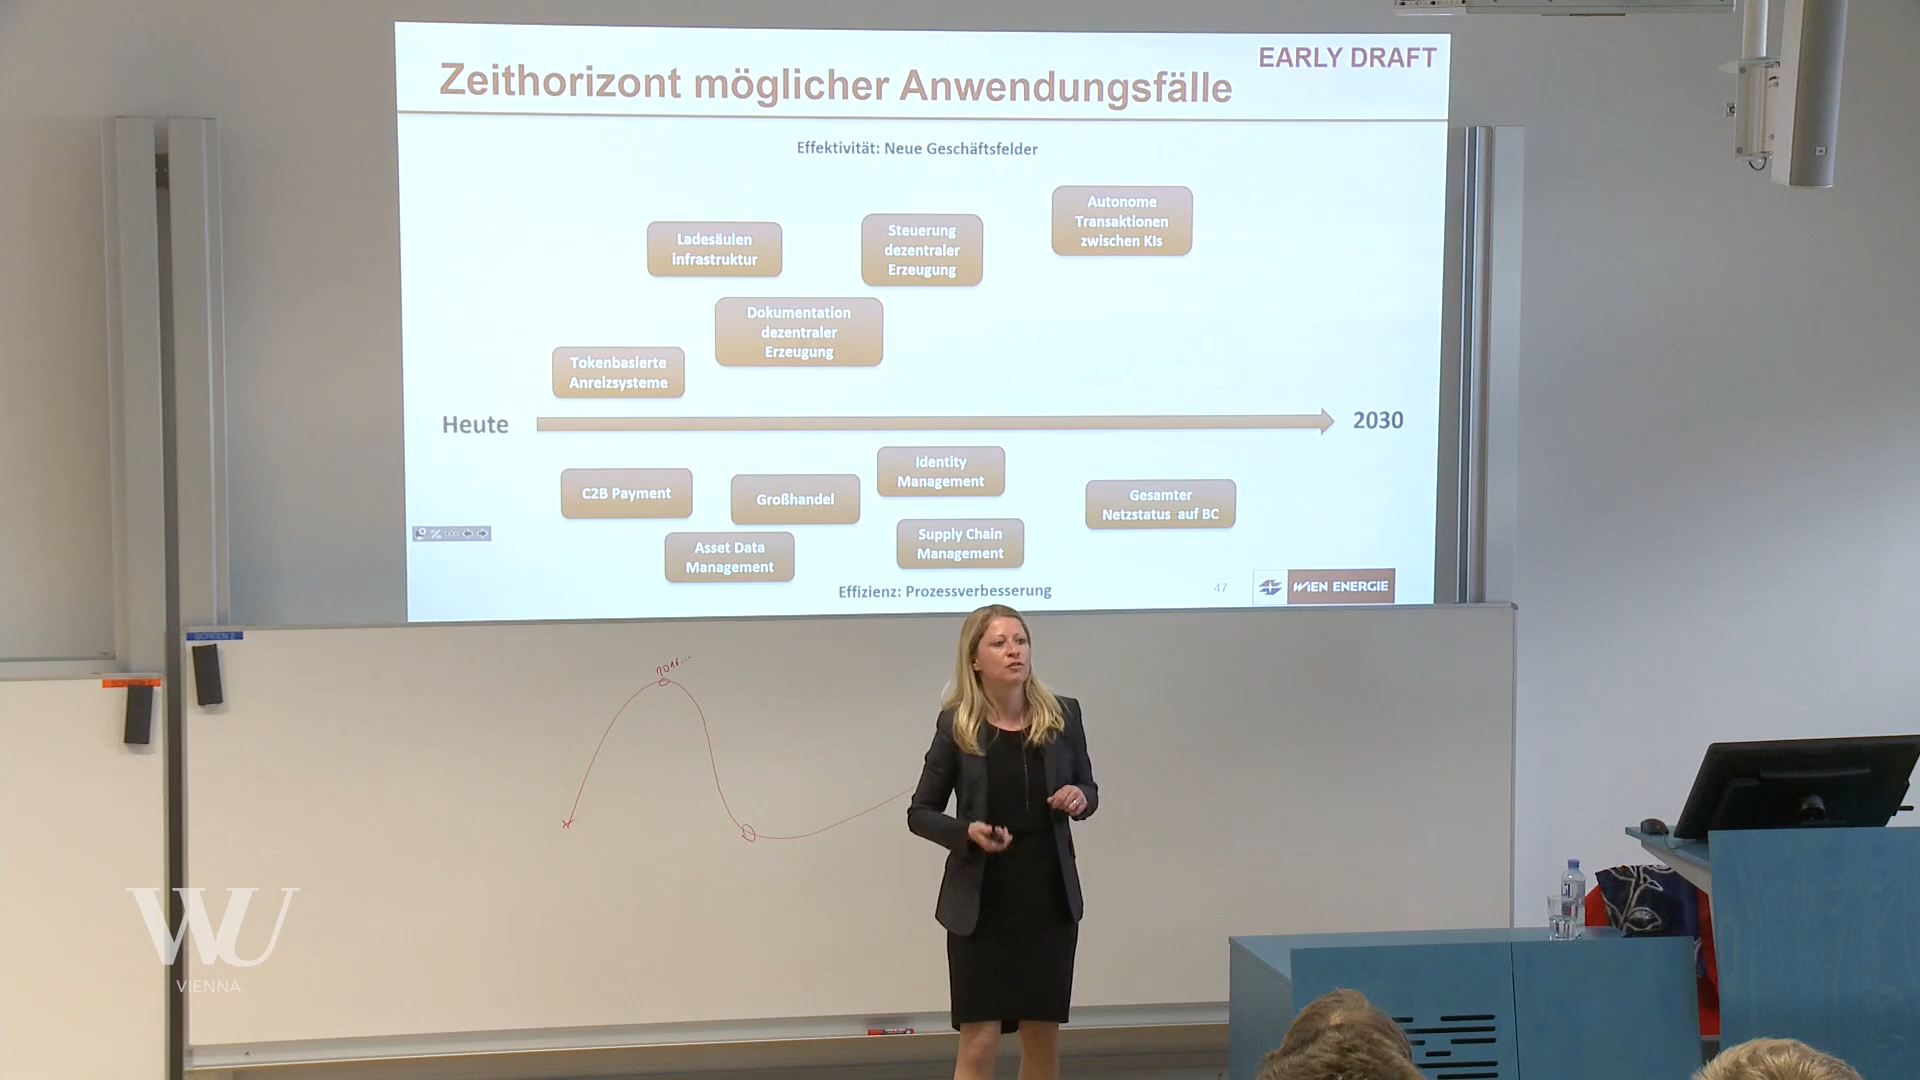 EARLY DRAFT
Zeithorizont möglicher Anwendungsfälle
Effektivität: Neue Geschäftsfelder
Autonome
Transaktionen
zwischen KIs
Ladesäulen
infrastruktur
Steuerung
dezentraler
Erzeugung
Dokumentation
dezentraler
Erzeugung
Tokenbasierte
Anreizsysteme
Heute
2030
C2B Payment
Großhandel
Identity
Management
Gesamter
Netzstatus auf BC
Asset Data
Management
Supply Chain
Management
Effizienz: Prozessverbesserung
47
WIEN ENERGIE
SCREEN 2
WU
VIENNA